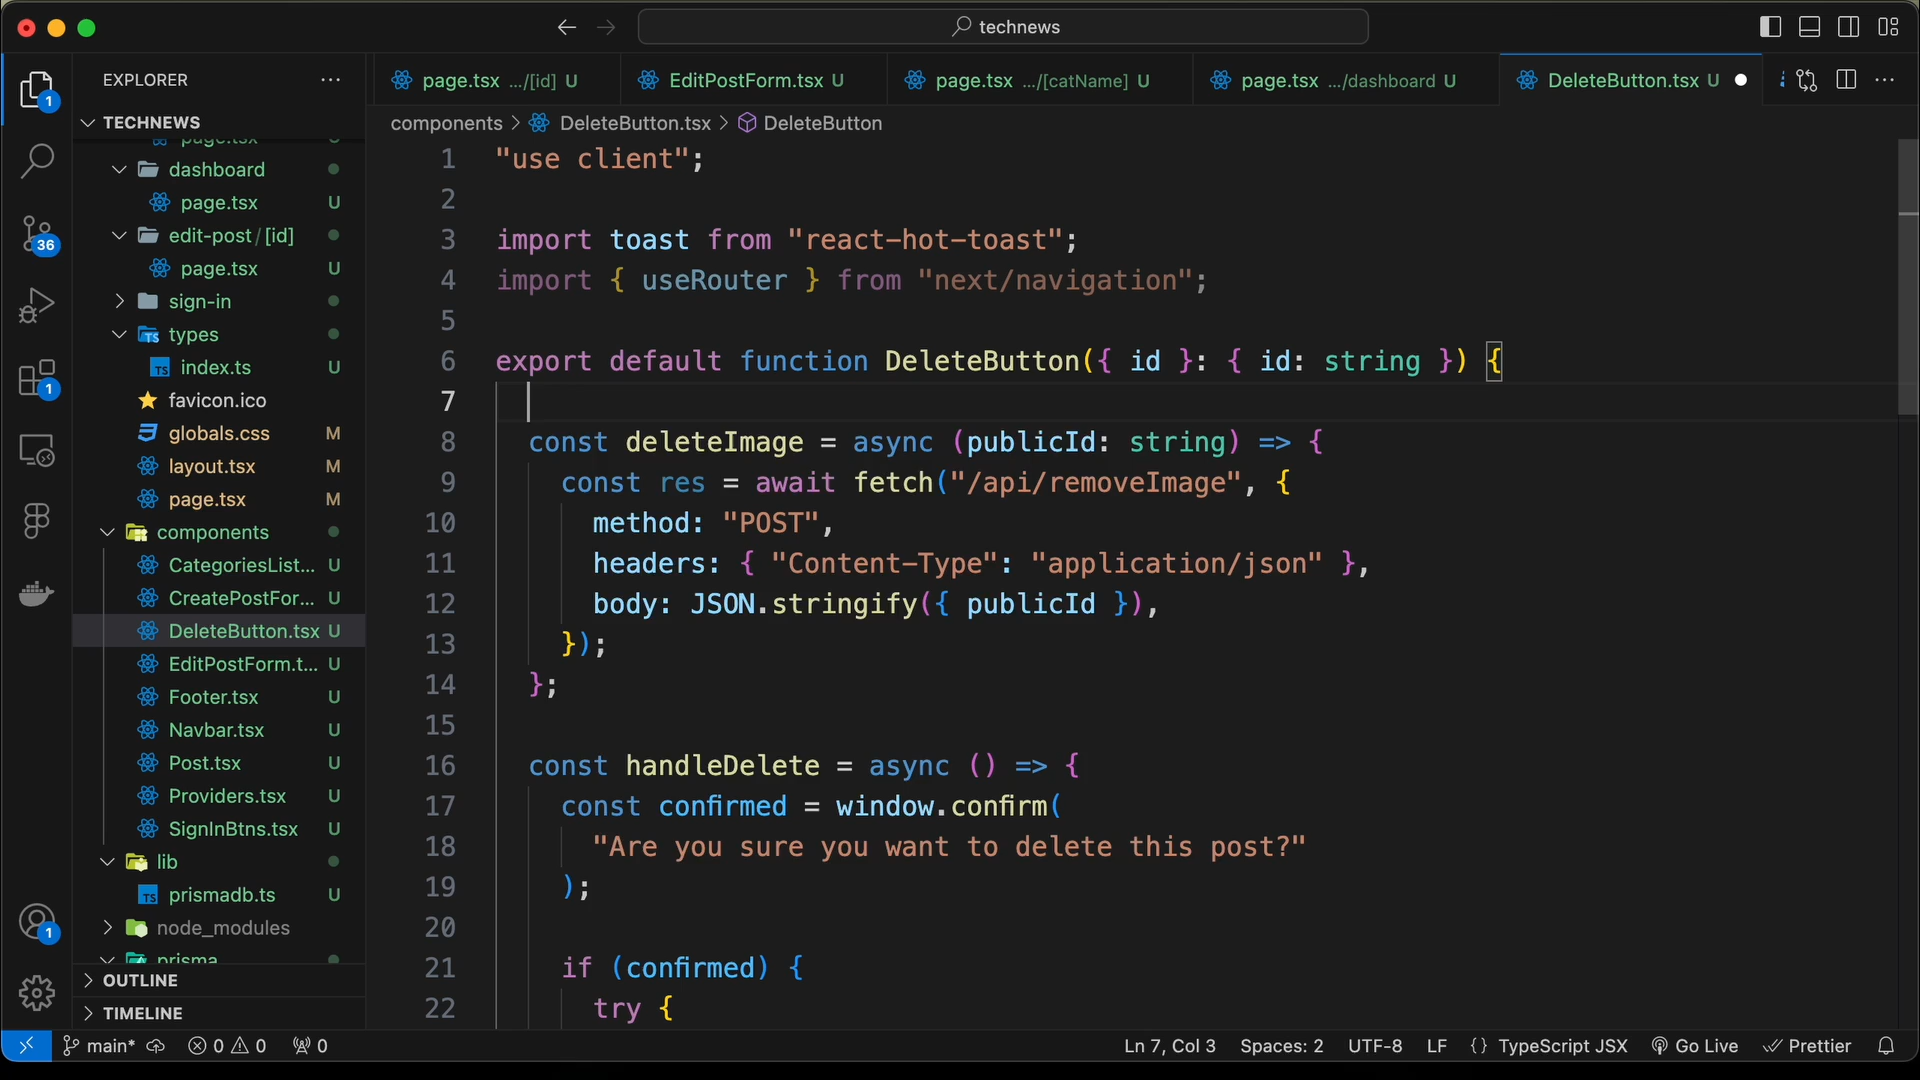 technews
EXPLORER
page.tsx .../[id] U
EditPostForm.tsx U
page.tsx .../[catName] U
page.tsx .../dashboard U
DeleteButton.tsx U
components > DeleteButton.tsx > DeleteButton
TECHNEWS
page.tsx U
dashboard
page.tsx U
edit-post/[id]
page.tsx U
sign-in
types
index.ts U
favicon.ico
globals.css M
layout.tsx M
page.tsx M
components
CategoriesList... U
CreatePostFor... U
DeleteButton.tsx U
EditPostForm.t... U
Footer.tsx U
Navbar.tsx U
Post.tsx U
Providers.tsx U
SignInBtns.tsx U
lib
prismadb.ts U
node_modules
prisma
OUTLINE
TIMELINE
1
36
1
1
1 "use client";
2
3 import toast from "react-hot-toast";
4 import { useRouter } from "next/navigation";
5
6 export default function DeleteButton({ id }: { id: string }) {
7
8 const deleteImage = async (publicId: string) => {
9 const res = await fetch("/api/removeImage", {
10 method: "POST",
11 headers: { "Content-Type": "application/json" },
12 body: JSON.stringify({ publicId }),
13 });
14 };
15
16 const handleDelete = async () => {
17 const confirmed = window.confirm(
18 "Are you sure you want to delete this post?"
19 );
20
21 if (confirmed) {
22 try {
main* 0 0 0 Ln 7, Col 3 Spaces: 2 UTF-8 LF {} TypeScript JSX Go Live Prettier